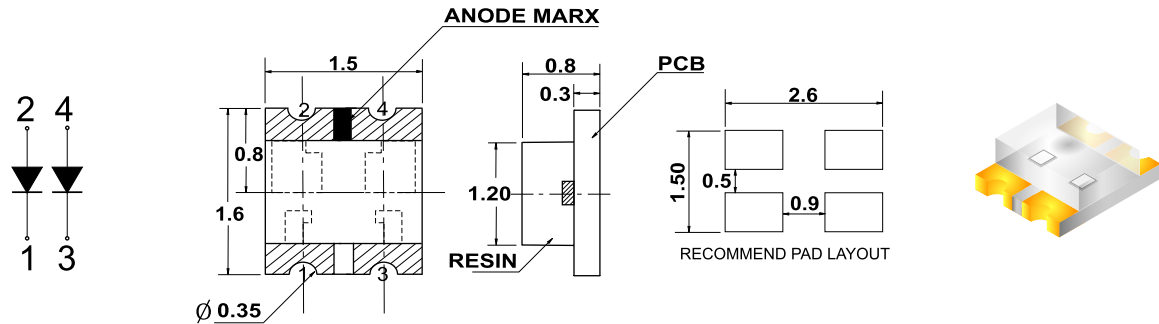 ANODE MARX
2 4
1 3
1.5
2 4
0.8
1.6
1 3
Ø 0.35
0.8
0.3
PCB
1.20
RESIN
2.6
1.50
0.5
0.9
RECOMMEND PAD LAYOUT